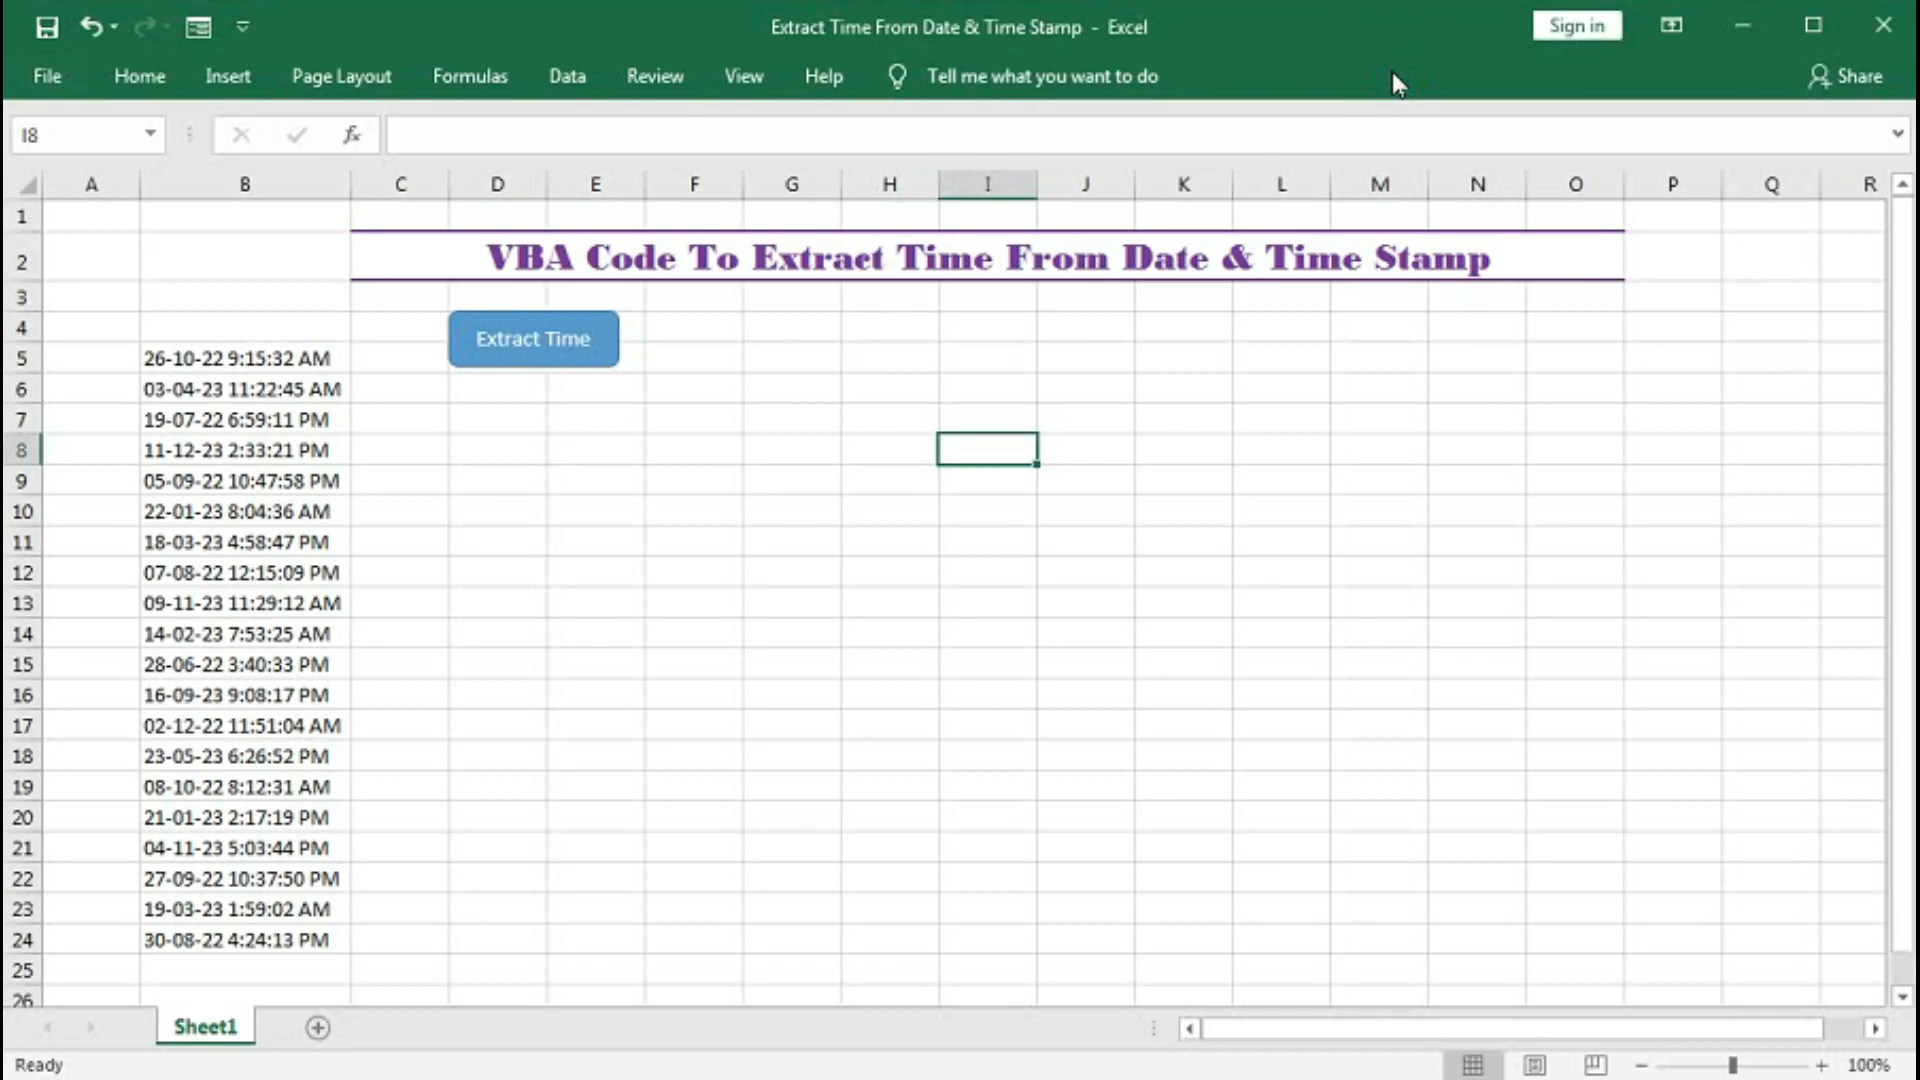 Extract Time From Date & Time Stamp - Excel
Sign in
File Home Insert Page Layout Formulas Data Review View Help Tell me what you want to do Share
I8 fx
A B C D E F G H I J K L M N O P Q R
1
2 VBA Code To Extract Time From Date & Time Stamp
3
4
Extract Time
5 26-10-22 9:15:32 AM
6 03-04-23 11:22:45 AM
7 19-07-22 6:59:11 PM
8 11-12-23 2:33:21 PM
9 05-09-22 10:47:58 PM
10 22-01-23 8:04:36 AM
11 18-03-23 4:58:47 PM
12 07-08-22 12:15:09 PM
13 09-11-23 11:29:12 AM
14 14-02-23 7:53:25 AM
15 28-06-22 3:40:33 PM
16 16-09-23 9:08:17 PM
17 02-12-22 11:51:04 AM
18 23-05-23 6:26:52 PM
19 08-10-22 8:12:31 AM
20 21-01-23 2:17:19 PM
21 04-11-23 5:03:44 PM
22 27-09-22 10:37:50 PM
23 19-03-23 1:59:02 AM
24 30-08-22 4:24:13 PM
25
26
Sheet1
Ready 100%